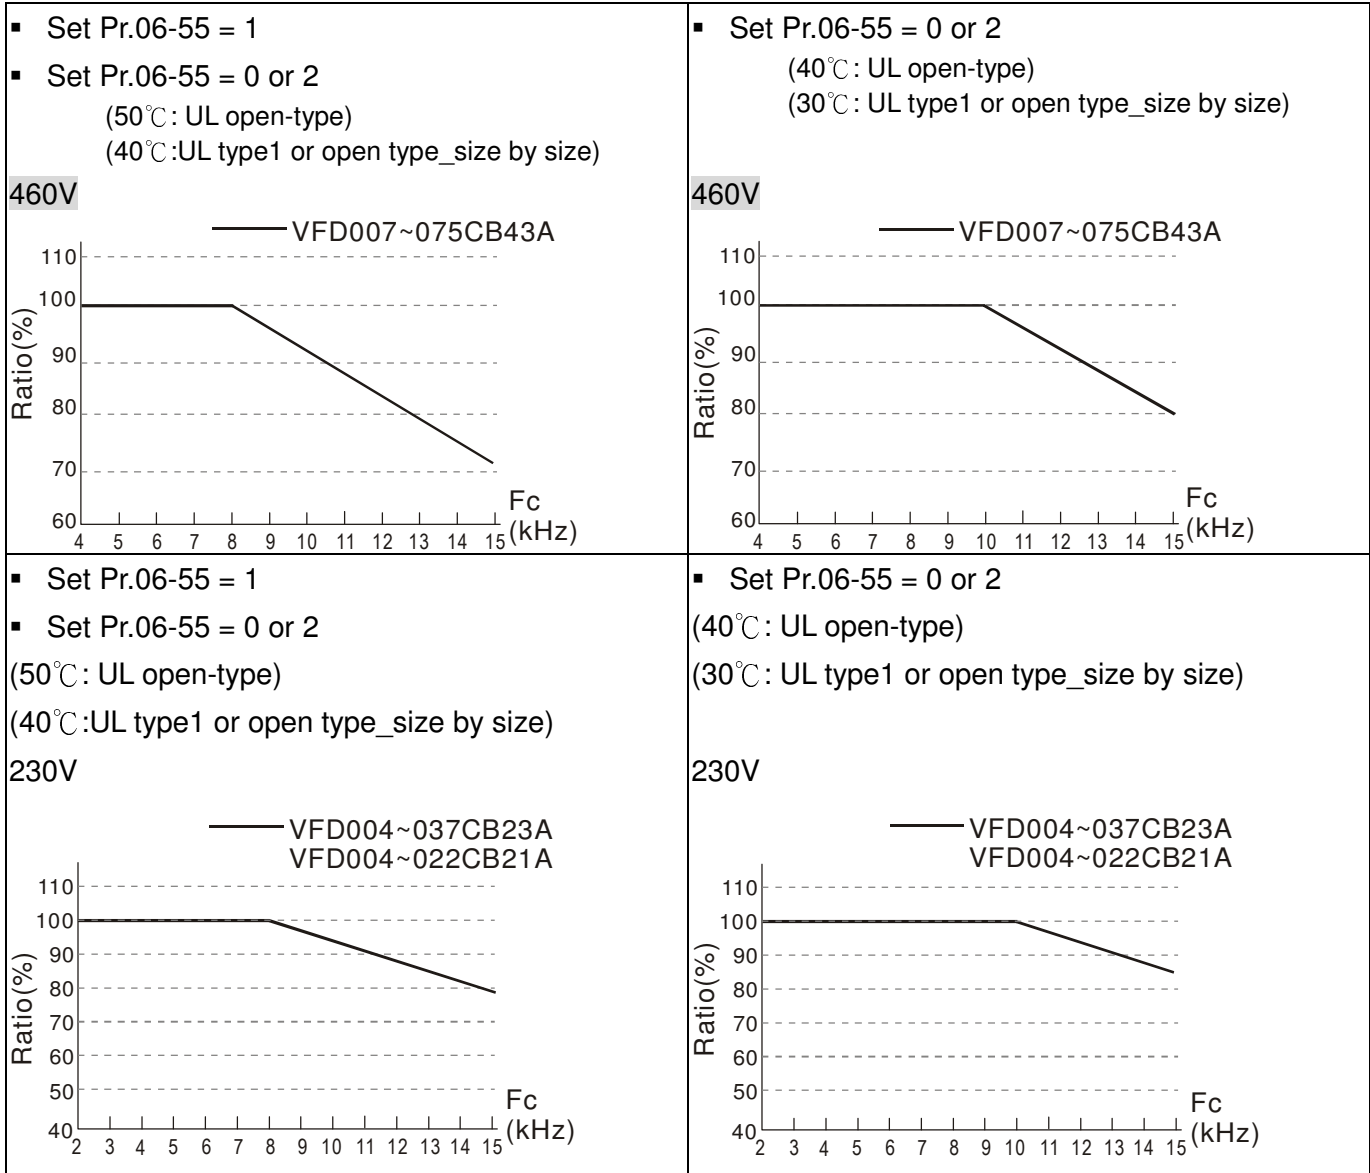 ▪ Set Pr.06-55 = 1
▪ Set Pr.06-55 = 0 or 2
(50℃: UL open-type)
(40℃:UL type1 or open type_size by size)
460V
VFD007~075CB43A
110
100
90
80
70
60
Ratio(%)
4 5 6 7 8 9 10 11 12 13 14 15
Fc
(kHz)
▪ Set Pr.06-55 = 0 or 2
(40℃: UL open-type)
(30℃: UL type1 or open type_size by size)
460V
VFD007~075CB43A
110
100
90
80
70
60
Ratio(%)
4 5 6 7 8 9 10 11 12 13 14 15
Fc
(kHz)
▪ Set Pr.06-55 = 1
▪ Set Pr.06-55 = 0 or 2
(50℃: UL open-type)
(40℃:UL type1 or open type_size by size)
230V
VFD004~037CB23A
VFD004~022CB21A
110
100
90
80
70
60
50
40
Ratio(%)
2 3 4 5 6 7 8 9 10 11 12 13 14 15
Fc
(kHz)
▪ Set Pr.06-55 = 0 or 2
(40℃: UL open-type)
(30℃: UL type1 or open type_size by size)
230V
VFD004~037CB23A
VFD004~022CB21A
110
100
90
80
70
60
50
40
Ratio(%)
2 3 4 5 6 7 8 9 10 11 12 13 14 15
Fc
(kHz)